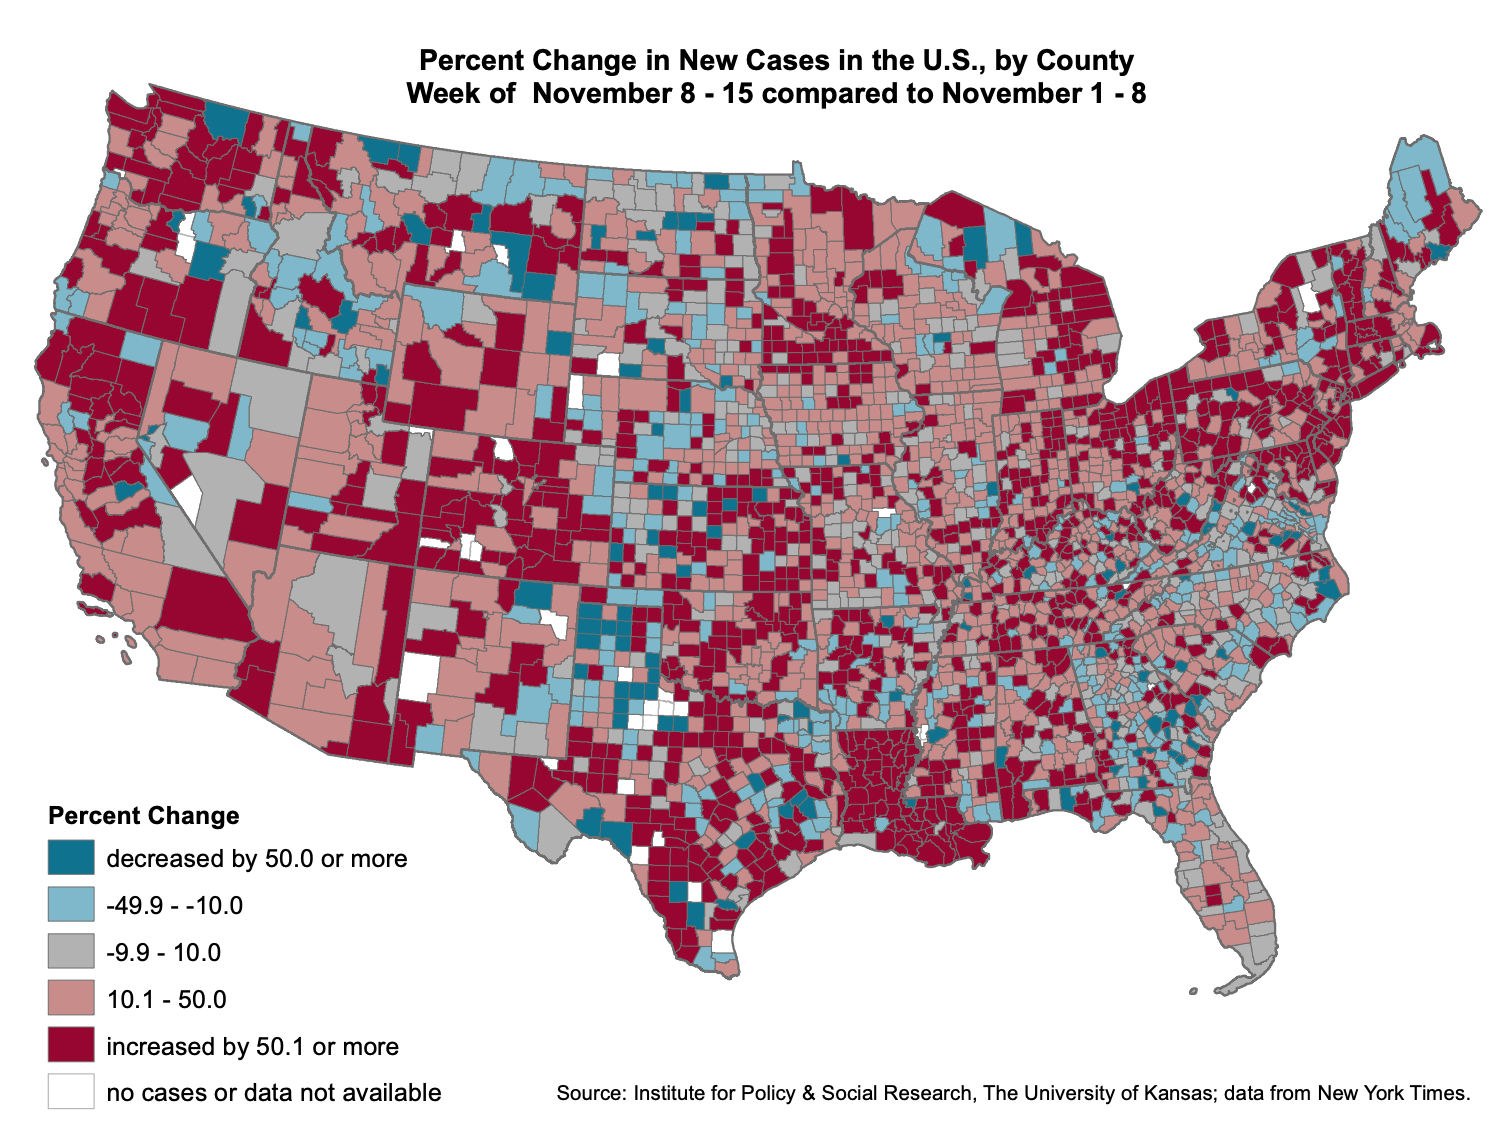 Percent Change in New Cases in the U.S., by County
Week of  November 8 - 15 compared to November 1 - 8
Percent Change
decreased by 50.0 or more
-49.9 - -10.0
-9.9 - 10.0
10.1 - 50.0
increased by 50.1 or more
no cases or data not available
Source: Institute for Policy & Social Research, The University of Kansas; data from New York Times.